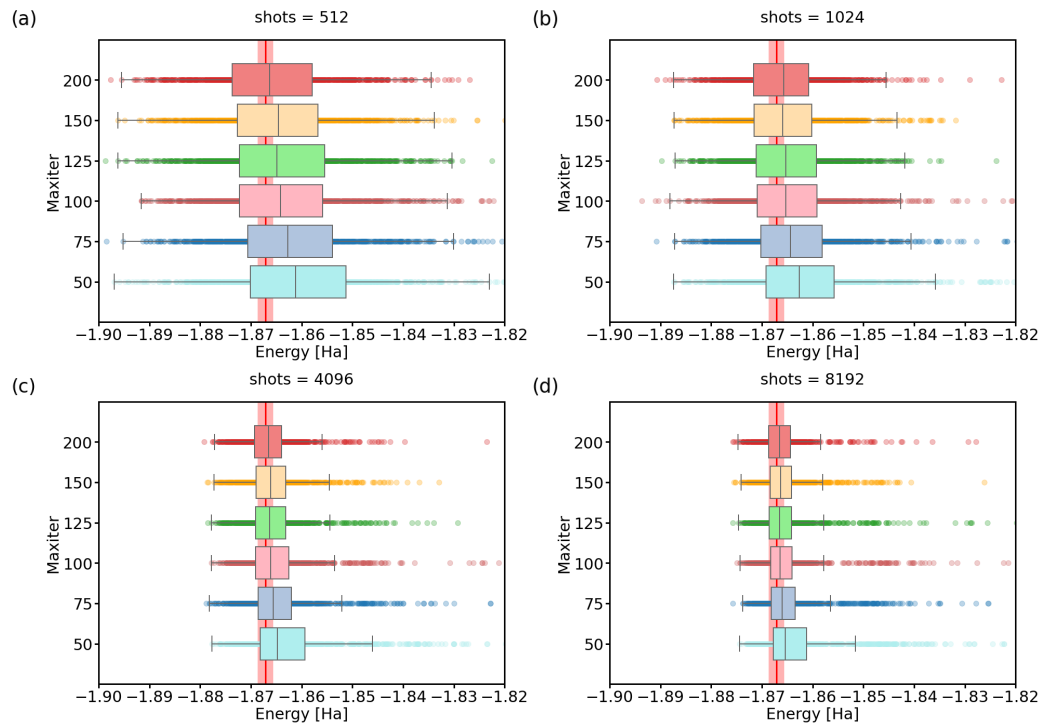 (a)
shots = 512
200
150
125
100
75
50
Maxiter
−1.90 −1.89 −1.88 −1.87 −1.86 −1.85 −1.84 −1.83 −1.82
Energy [Ha]
(b)
shots = 1024
200
150
125
100
75
50
Maxiter
−1.90 −1.89 −1.88 −1.87 −1.86 −1.85 −1.84 −1.83 −1.82
Energy [Ha]
(c)
shots = 4096
200
150
125
100
75
50
Maxiter
−1.90 −1.89 −1.88 −1.87 −1.86 −1.85 −1.84 −1.83 −1.82
Energy [Ha]
(d)
shots = 8192
200
150
125
100
75
50
Maxiter
−1.90 −1.89 −1.88 −1.87 −1.86 −1.85 −1.84 −1.83 −1.82
Energy [Ha]